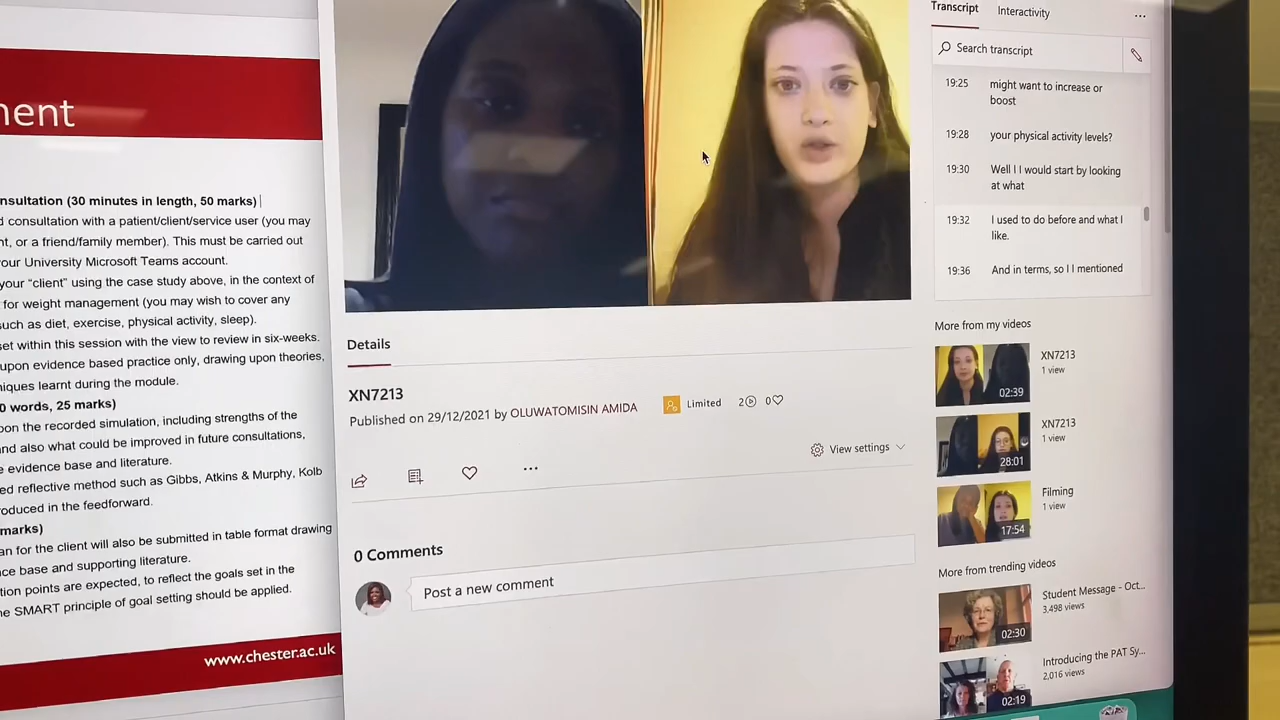 nent
nsultation (30 minutes in length, 50 marks)
d consultation with a patient/client/service user (you may
nt, or a friend/family member). This must be carried out
our University Microsoft Teams account.
your “client” using the case study above, in the context of
for weight management (you may wish to cover any
such as diet, exercise, physical activity, sleep).
set within this session with the view to review in six-weeks.
upon evidence based practice only, drawing upon theories,
niques learnt during the module.
0 words, 25 marks)
pon the recorded simulation, including strengths of the
and also what could be improved in future consultations,
e evidence base and literature.
ed reflective method such as Gibbs, Atkins & Murphy, Kolb
roduced in the feedforward.
marks)
an for the client will also be submitted in table format drawing
nce base and supporting literature.
tion points are expected, to reflect the goals set in the
he SMART principle of goal setting should be applied.
www.chester.ac.uk
Details
XN7213
Published on 29/12/2021 by OLUWATOMISIN AMIDA
Limited 2 0
View settings
0 Comments
Post a new comment
Transcript Interactivity
Search transcript
19:25 might want to increase or
boost
19:28 your physical activity levels?
19:30 Well I I would start by looking
at what
19:32 I used to do before and what I
like.
19:36 And in terms, so I I mentioned
More from my videos
XN7213
1 view
02:39
XN7213
1 view
28:01
Filming
1 view
17:54
More from trending videos
Student Message - Oct...
3,498 views
02:30
Introducing the PAT Sy...
2,016 views
02:19